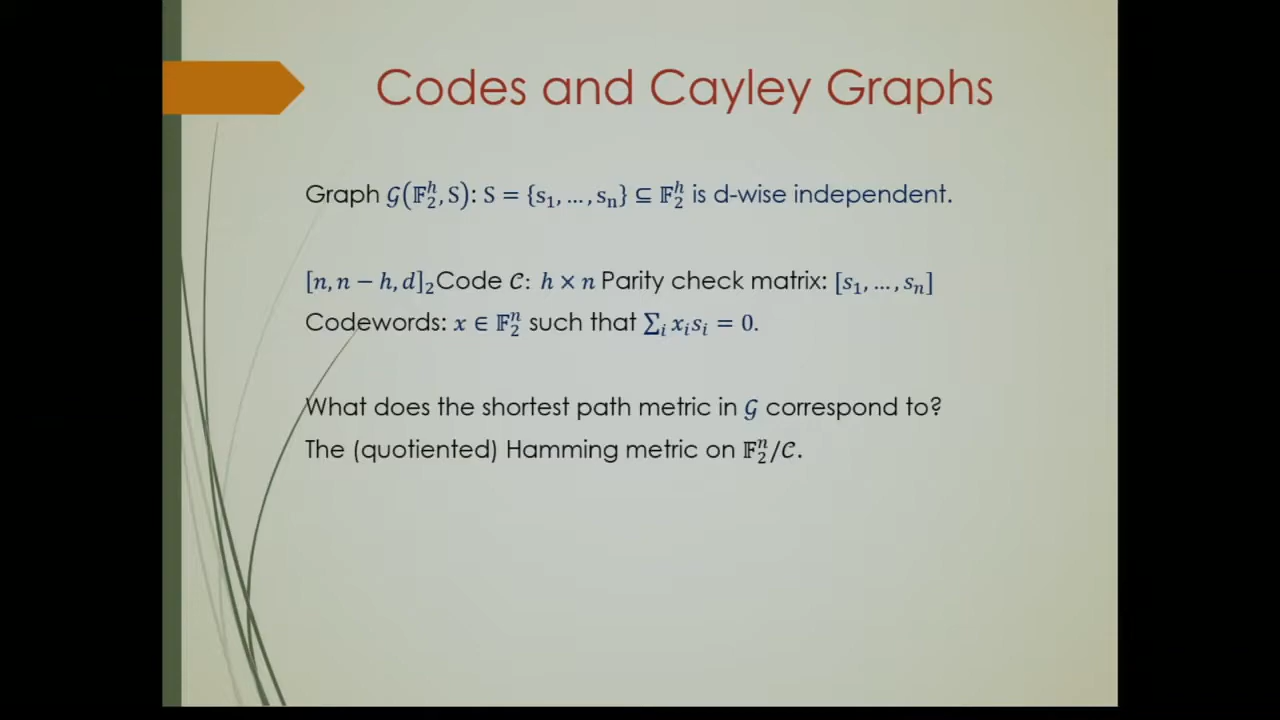 Codes and Cayley Graphs
Graph 𝒢(𝔽₂ʰ, S): S = {s₁, …, sₙ} ⊆ 𝔽₂ʰ is d-wise independent.
[n, n − h, d]₂ Code 𝒞: h × n Parity check matrix: [s₁, …, sₙ]
Codewords: x ∈ 𝔽₂ⁿ such that ∑ᵢ xᵢsᵢ = 0.
What does the shortest path metric in 𝒢 correspond to?
The (quotiented) Hamming metric on 𝔽₂ⁿ/𝒞.